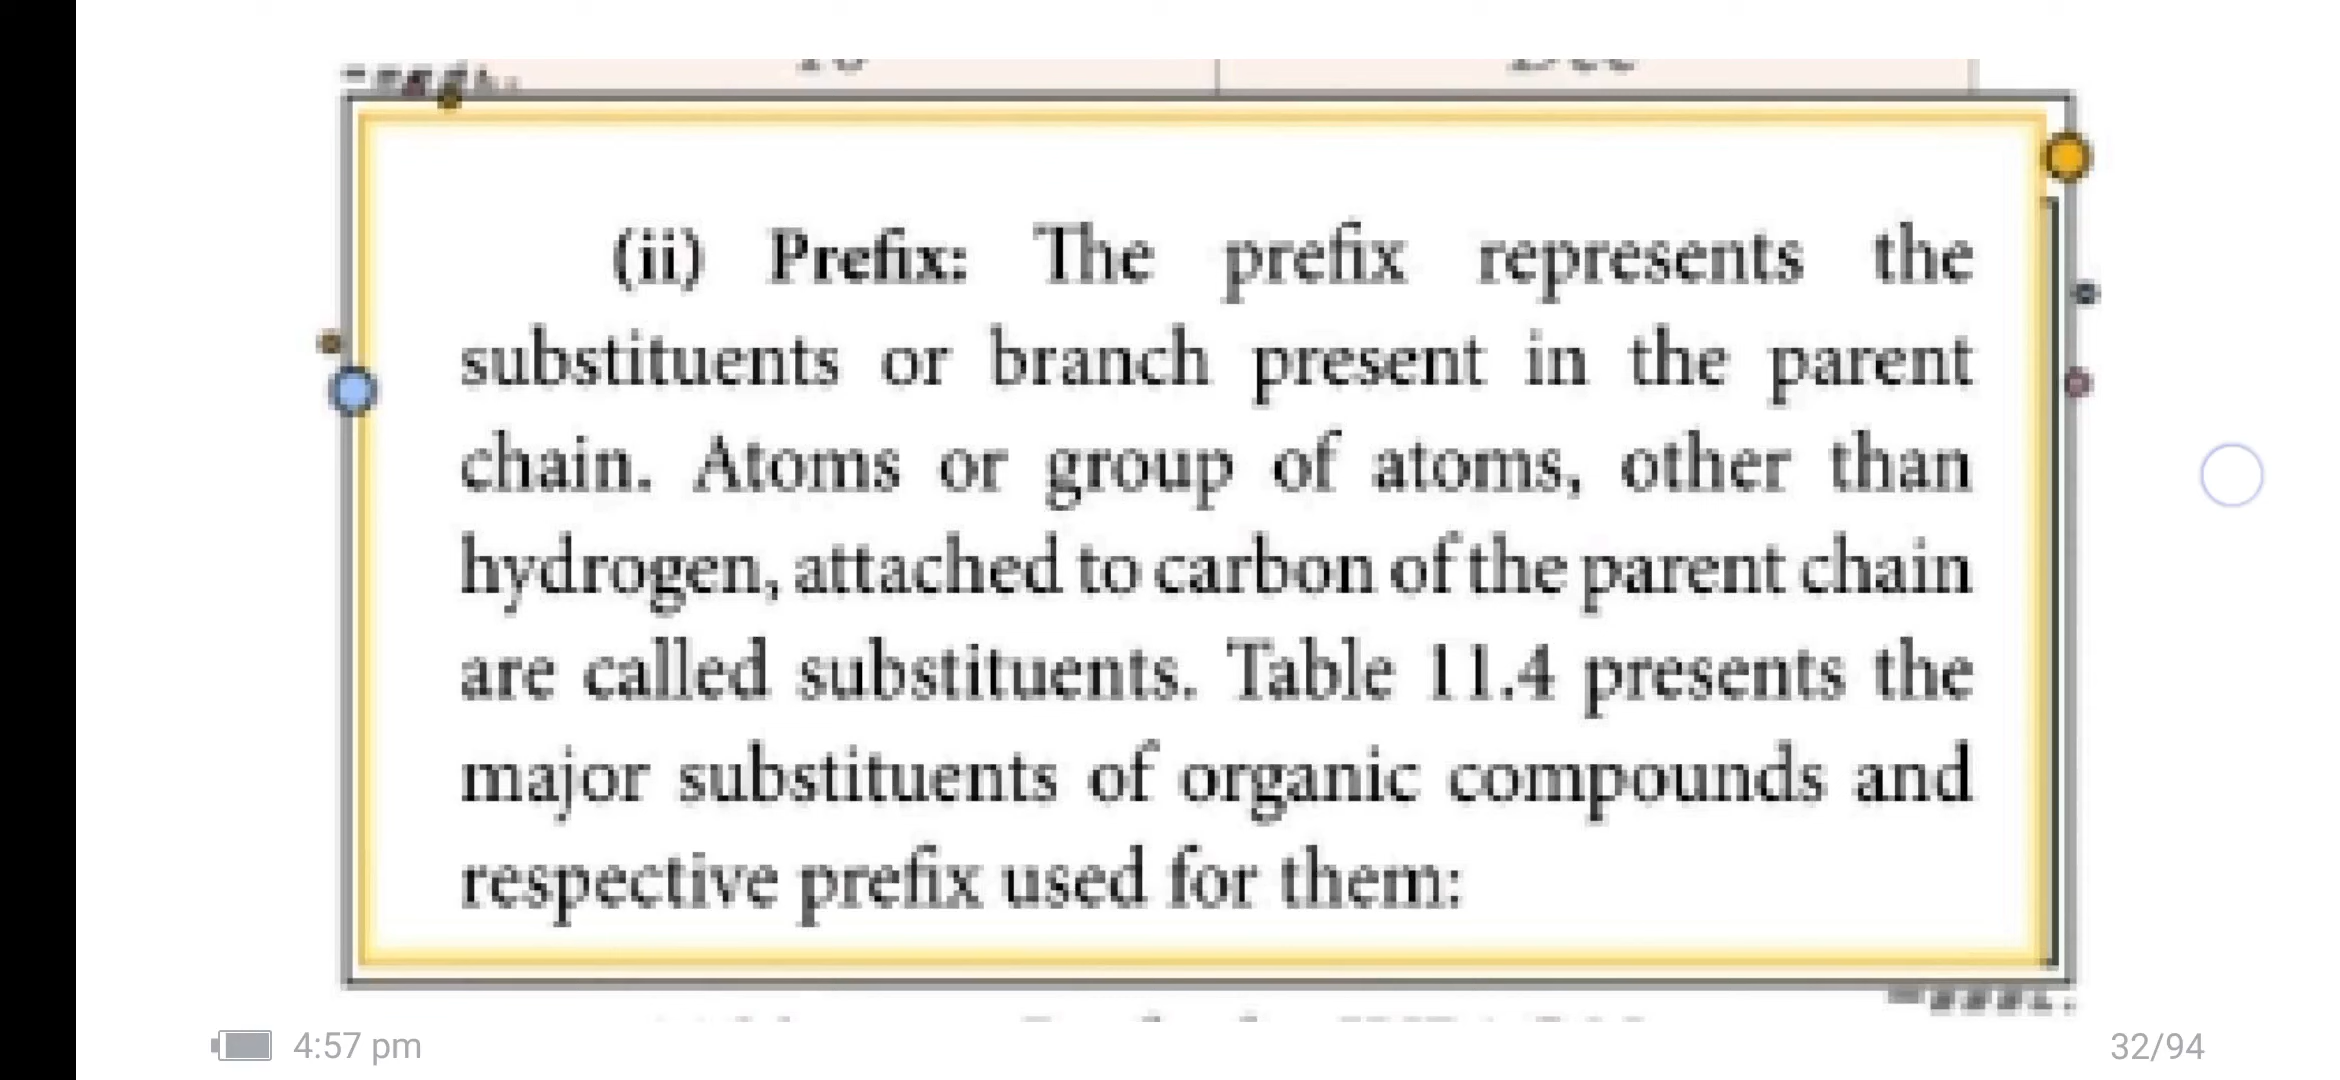 (ii) Prefix: The prefix represents the
substituents or branch present in the parent
chain. Atoms or group of atoms, other than
hydrogen, attached to carbon of the parent chain
are called substituents. Table 11.4 presents the
major substituents of organic compounds and
respective prefix used for them:
4:57 pm
32/94